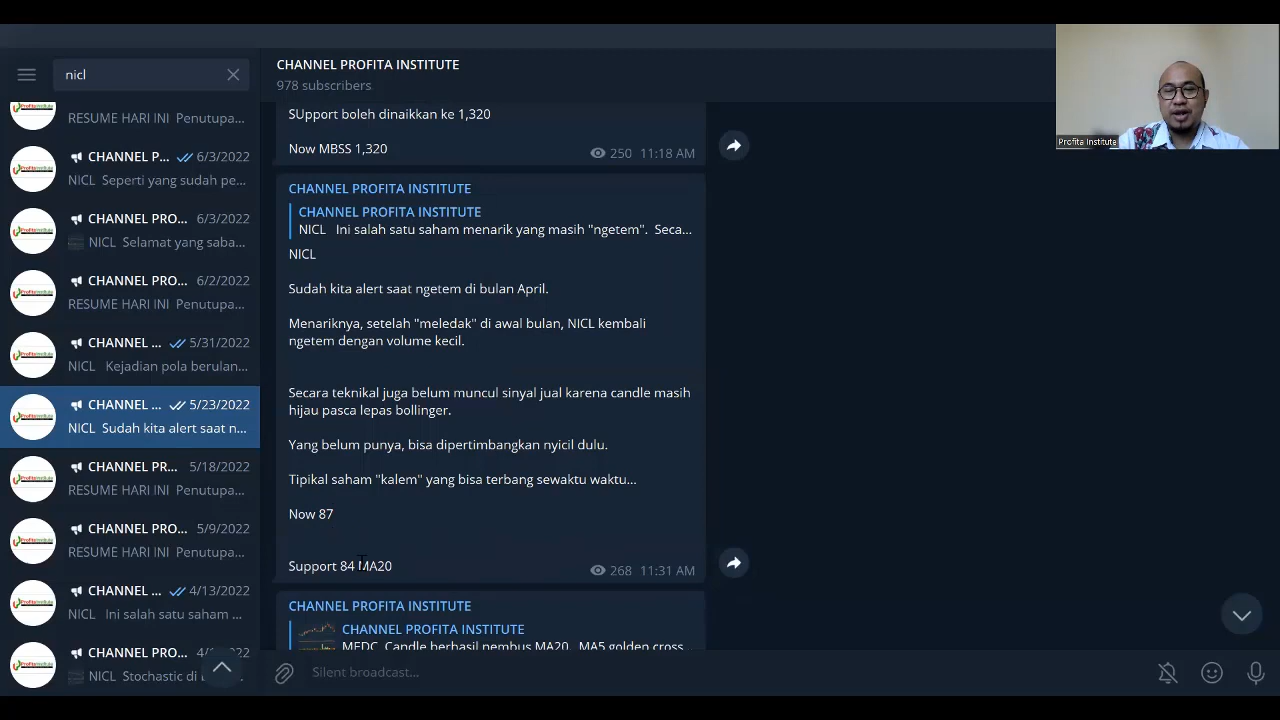 nicl
RESUME HARI INI Penutupa...
CHANNEL P... 6/3/2022
NICL Seperti yang sudah pe...
CHANNEL PRO... 6/3/2022
NICL Selamat yang saba...
CHANNEL PRO... 6/2/2022
RESUME HARI INI Penutupa...
CHANNEL ... 5/31/2022
NICL Kejadian pola berulan...
CHANNEL ... 5/23/2022
NICL Sudah kita alert saat n...
CHANNEL PR... 5/18/2022
RESUME HARI INI Penutupa...
CHANNEL PRO... 5/9/2022
RESUME HARI INI Penutupa...
CHANNEL ... 4/13/2022
NICL Ini salah satu saham ...
CHANNEL PRO...
NICL Stochastic di
CHANNEL PROFITA INSTITUTE
978 subscribers
SUpport boleh dinaikkan ke 1,320
Now MBSS 1,320
250 11:18 AM
CHANNEL PROFITA INSTITUTE
CHANNEL PROFITA INSTITUTE
NICL Ini salah satu saham menarik yang masih "ngetem". Seca...
NICL
Sudah kita alert saat ngetem di bulan April.
Menariknya, setelah "meledak" di awal bulan, NICL kembali
ngetem dengan volume kecil.
Secara teknikal juga belum muncul sinyal jual karena candle masih
hijau pasca lepas bollinger.
Yang belum punya, bisa dipertimbangkan nyicil dulu.
Tipikal saham "kalem" yang bisa terbang sewaktu waktu...
Now 87
Support 84 MA20
268 11:31 AM
CHANNEL PROFITA INSTITUTE
CHANNEL PROFITA INSTITUTE
MEDC Candle berhasil nembus MA20, MA5 golden cross...
Silent broadcast...
Profita Institute